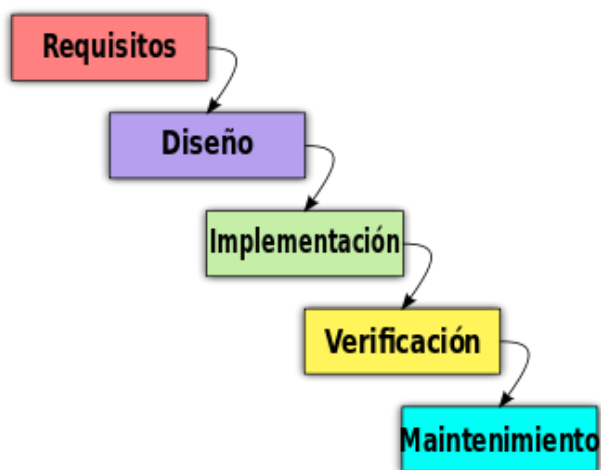 Requisitos
Diseño
Implementación
Verificación
Maintenimiento